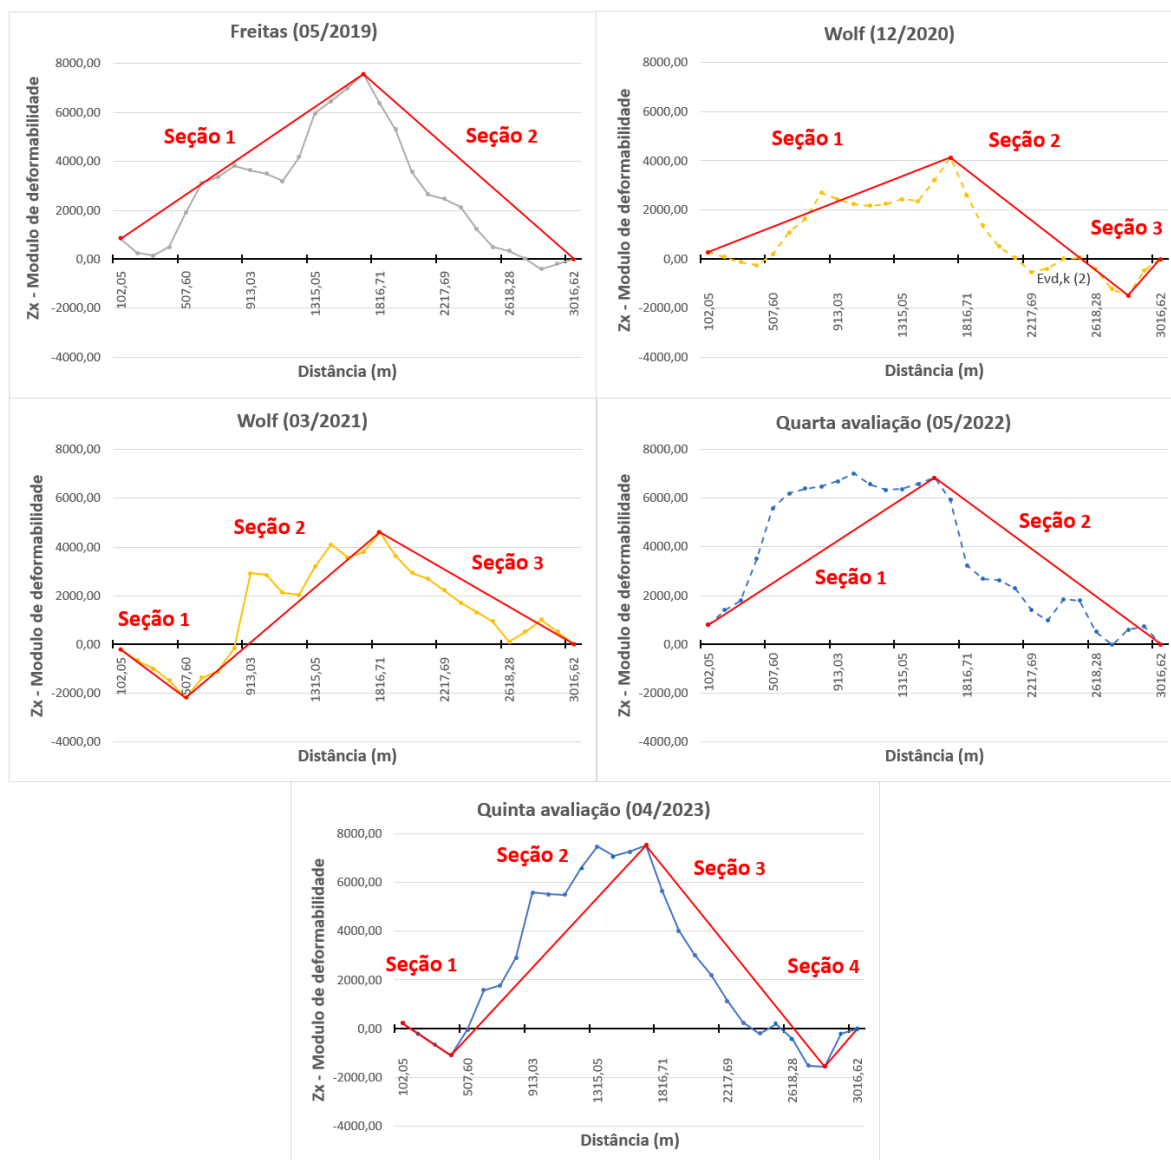 Freitas (05/2019)
Zx - Modulo de deformabilidade
8000,00
6000,00
4000,00
2000,00
0,00
-2000,00
-4000,00
Seção 1
Seção 2
102,05
507,60
913,03
1315,05
1816,71
2217,69
2618,28
3016,62
Distância (m)
Wolf (12/2020)
Zx - Modulo de deformabilidade
8000,00
6000,00
4000,00
2000,00
0,00
-2000,00
-4000,00
Seção 1
Seção 2
Seção 3
Evd,k (2)
102,05
507,60
913,03
1315,05
1816,71
2217,69
2618,28
3016,62
Distância (m)
Wolf (03/2021)
Zx - Modulo de deformabilidade
8000,00
6000,00
4000,00
2000,00
0,00
-2000,00
-4000,00
Seção 1
Seção 2
Seção 3
102,05
507,60
913,03
1315,05
1816,71
2217,69
2618,28
3016,62
Distância (m)
Quarta avaliação (05/2022)
Zx - Modulo de deformabilidade
8000,00
6000,00
4000,00
2000,00
0,00
-2000,00
-4000,00
Seção 1
Seção 2
102,05
507,60
913,03
1315,05
1816,71
2217,69
2618,28
3016,62
Distância (m)
Quinta avaliação (04/2023)
Zx - Modulo de deformabilidade
8000,00
6000,00
4000,00
2000,00
0,00
-2000,00
-4000,00
Seção 1
Seção 2
Seção 3
Seção 4
102,05
507,60
913,03
1315,05
1816,71
2217,69
2618,28
3016,62
Distância (m)